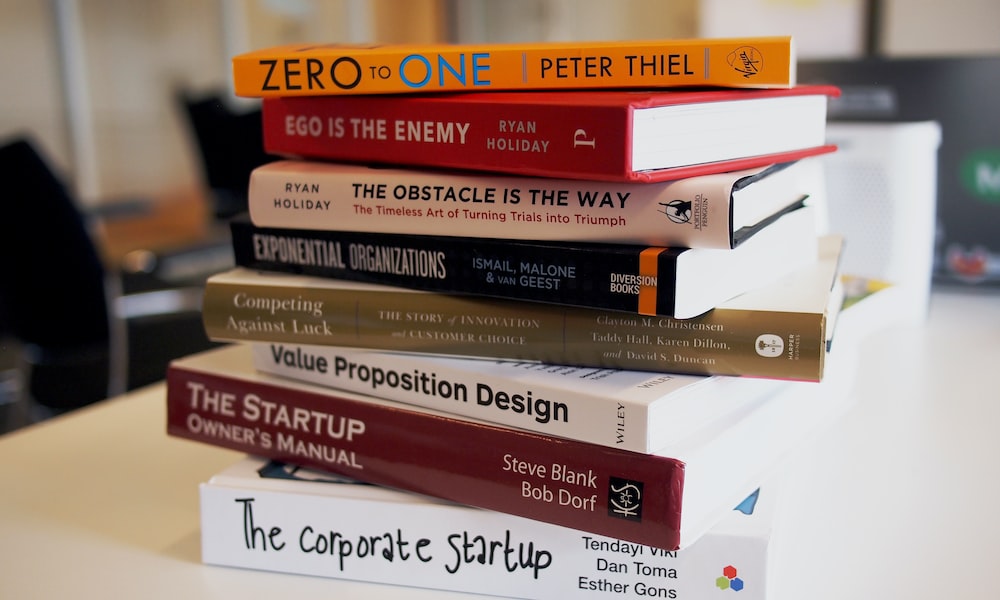 ZERO TO ONE | PETER THIEL | Virgin
EGO IS THE ENEMY
RYAN
HOLIDAY
P
RYAN
HOLIDAY
THE OBSTACLE IS THE WAY
The Timeless Art of Turning Trials into Triumph
PORTFOLIO
PENGUIN
EXPONENTIAL ORGANIZATIONS
ISMAIL, MALONE
& VAN GEEST
DIVERSION
BOOKS
Competing
Against Luck
THE STORY of INNOVATION
and CUSTOMER CHOICE
Clayton M. Christensen
Taddy Hall, Karen Dillon,
and David S. Duncan
HARPER
BUSINESS
Value Proposition Design
WILEY
WILEY
THE STARTUP
OWNER'S MANUAL
Steve Blank
Bob Dorf
K&S
The Corporate Startup
Tendayi Viki
Dan Toma
Esther Gons
M